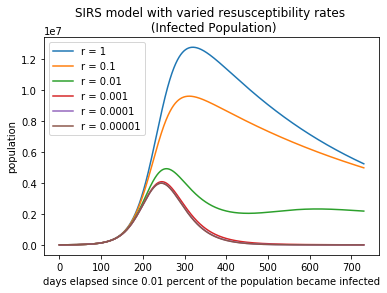 SIRS model with varied resusceptibility rates
(Infected Population)
1e7
r = 1
r = 0.1
r = 0.01
r = 0.001
r = 0.0001
r = 0.00001
population
1.2
1.0
0.8
0.6
0.4
0.2
0.0
0 100 200 300 400 500 600 700
days elapsed since 0.01 percent of the population became infected